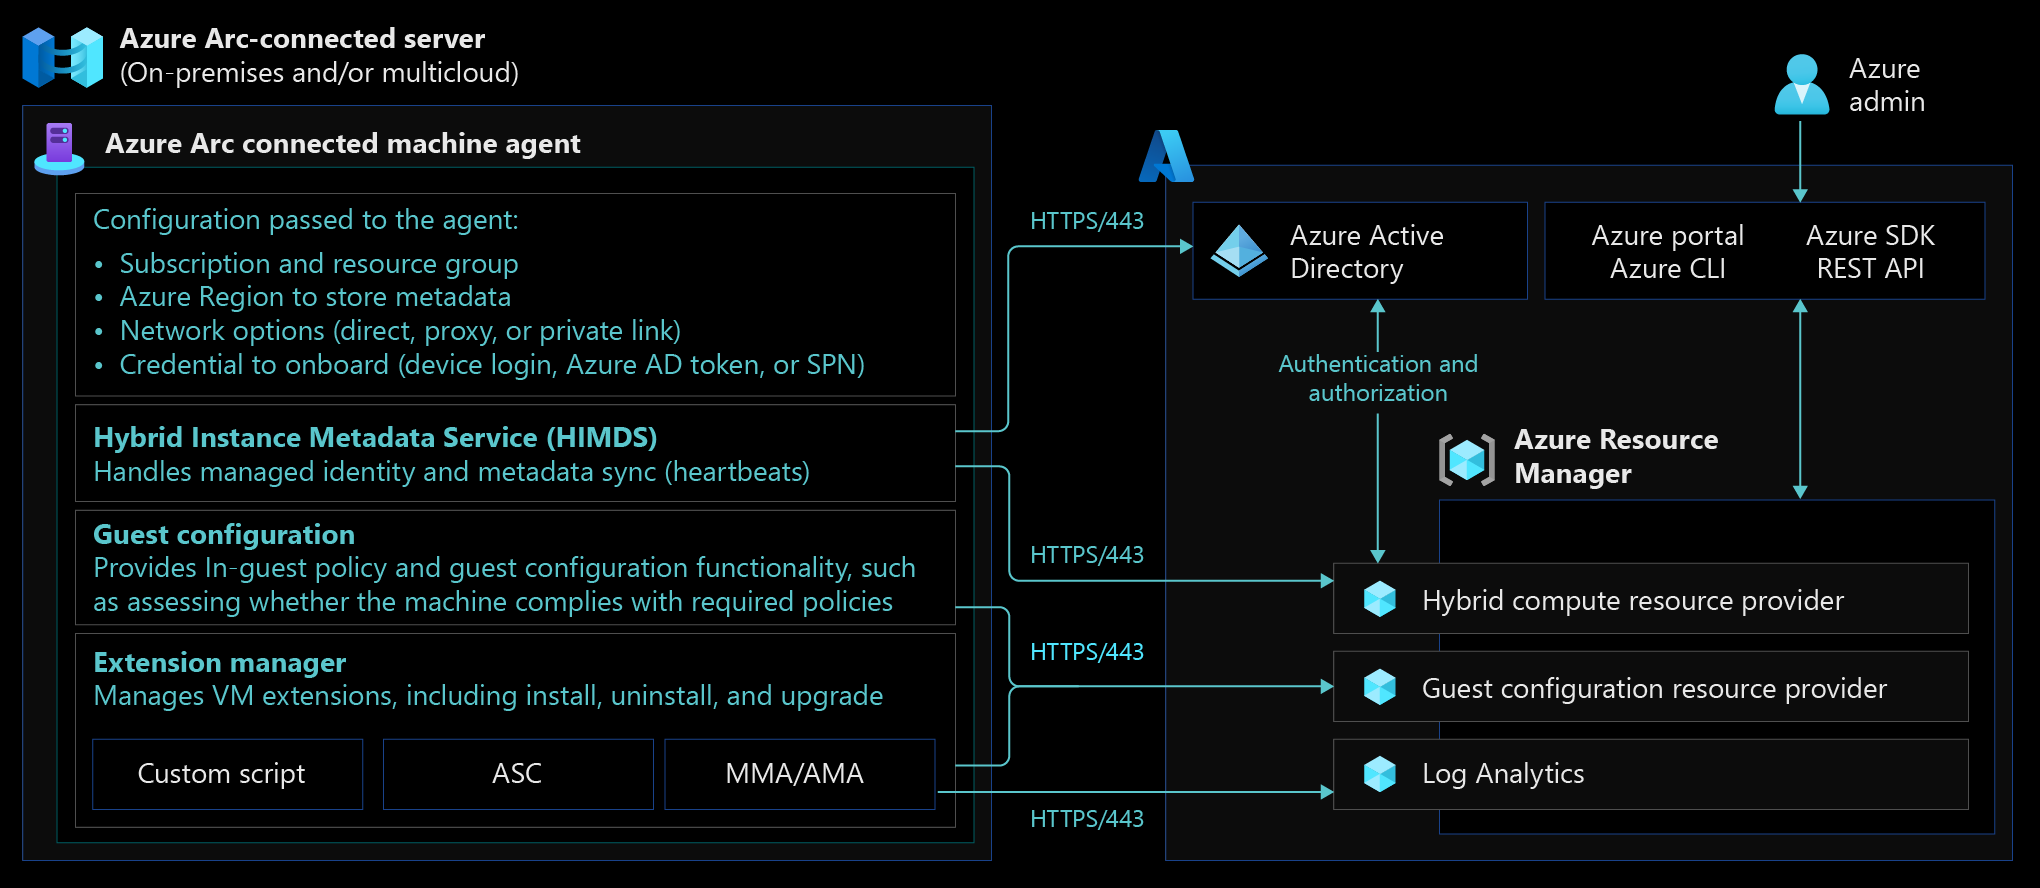 Azure Arc-connected server
(On-premises and/or multicloud)
Azure Arc connected machine agent
Configuration passed to the agent:
• Subscription and resource group
• Azure Region to store metadata
• Network options (direct, proxy, or private link)
• Credential to onboard (device login, Azure AD token, or SPN)
Hybrid Instance Metadata Service (HIMDS)
Handles managed identity and metadata sync (heartbeats)
Guest configuration
Provides In-guest policy and guest configuration functionality, such
as assessing whether the machine complies with required policies
Extension manager
Manages VM extensions, including install, uninstall, and upgrade
Custom script
ASC
MMA/AMA
HTTPS/443
HTTPS/443
HTTPS/443
HTTPS/443
Azure
admin
Azure Active
Directory
Azure portal
Azure CLI
Azure SDK
REST API
Authentication and
authorization
Azure Resource
Manager
Hybrid compute resource provider
Guest configuration resource provider
Log Analytics